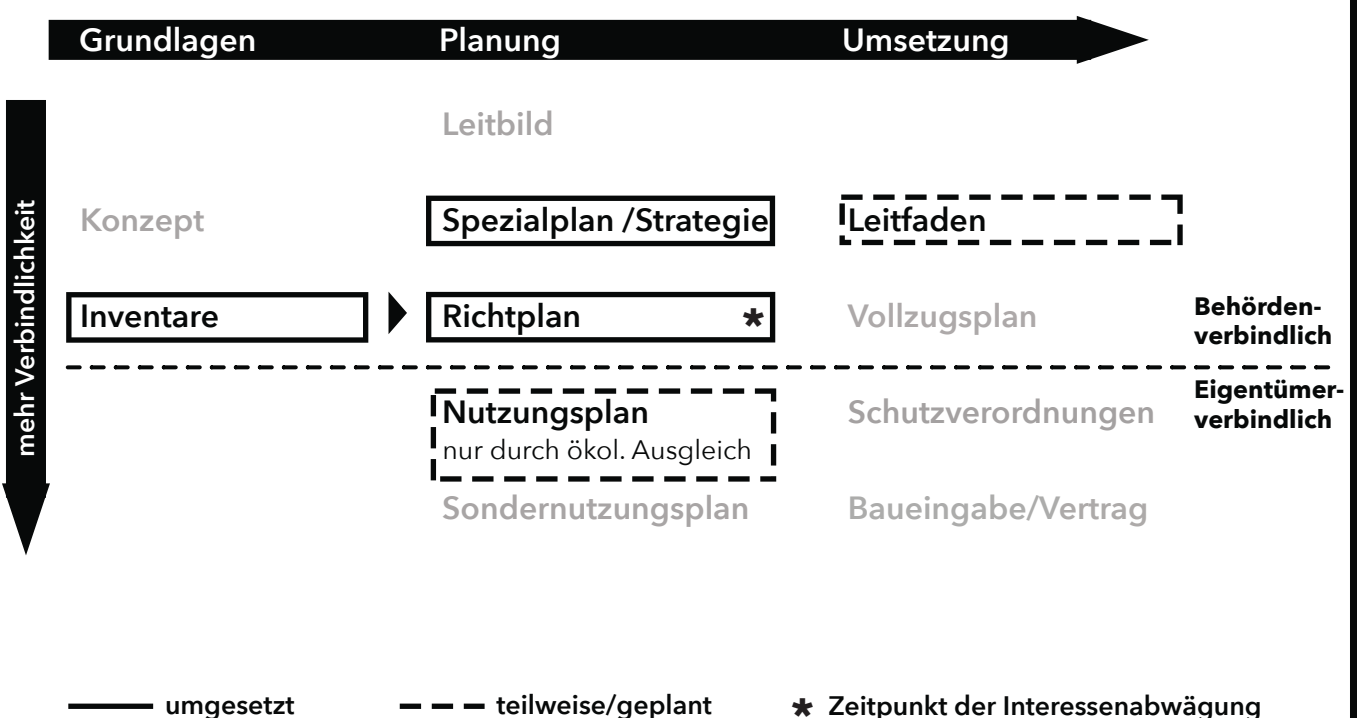 Grundlagen
Planung
Umsetzung
mehr Verbindlichkeit
Leitbild
Konzept
Spezialplan /Strategie
Leitfaden
Inventare
Richtplan *
Vollzugsplan
Behörden-
verbindlich
Eigentümer-
verbindlich
Nutzungsplan
nur durch ökol. Ausgleich
Schutzverordnungen
Sondernutzungsplan
Baueingabe/Vertrag
umgesetzt
teilweise/geplant
* Zeitpunkt der Interessenabwägung